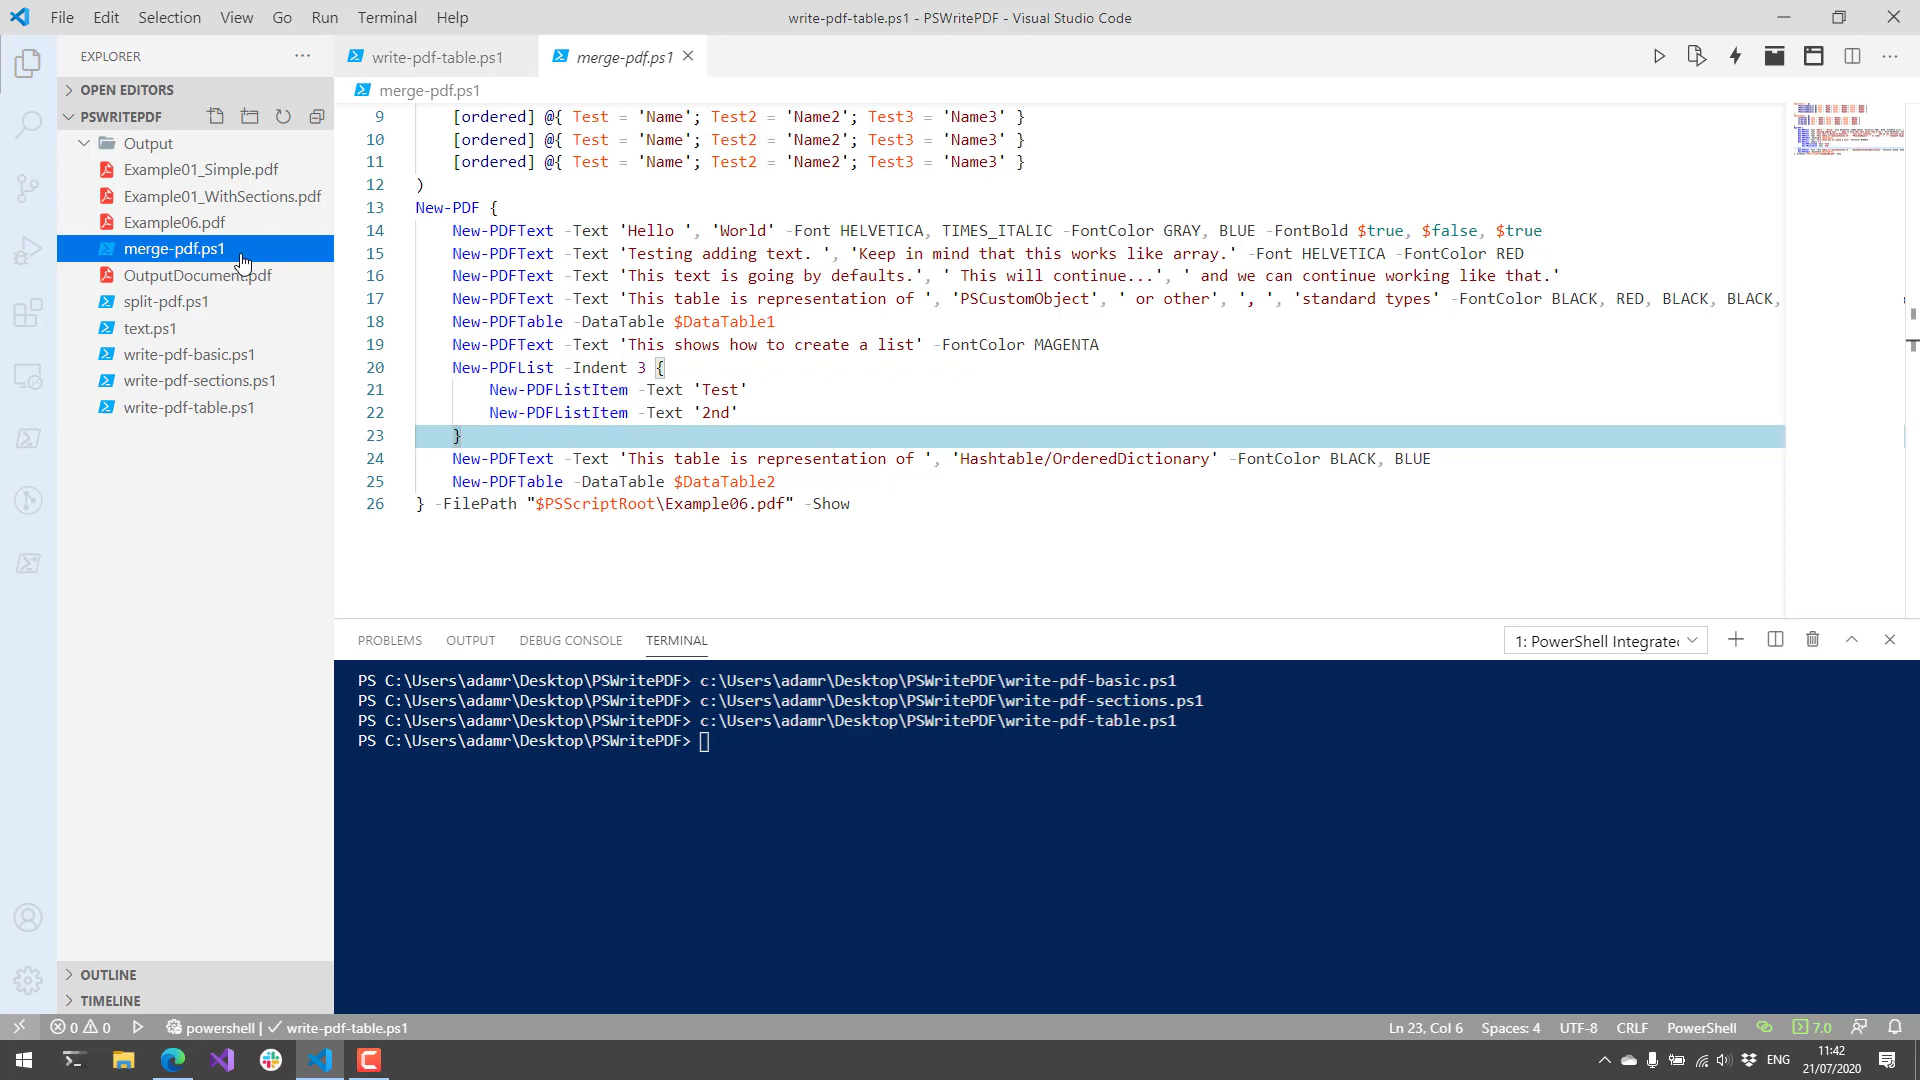 File Edit Selection View Go Run Terminal Help
write-pdf-table.ps1 - PSWritePDF - Visual Studio Code
EXPLORER
write-pdf-table.ps1
merge-pdf.ps1
OPEN EDITORS
merge-pdf.ps1
PSWRITEPDF
Output
Example01_Simple.pdf
Example01_WithSections.pdf
Example06.pdf
merge-pdf.ps1
OutputDocument.pdf
split-pdf.ps1
text.ps1
write-pdf-basic.ps1
write-pdf-sections.ps1
write-pdf-table.ps1
OUTLINE
TIMELINE
9 [ordered] @{ Test = 'Name'; Test2 = 'Name2'; Test3 = 'Name3' }
10 [ordered] @{ Test = 'Name'; Test2 = 'Name2'; Test3 = 'Name3' }
11 [ordered] @{ Test = 'Name'; Test2 = 'Name2'; Test3 = 'Name3' }
12 )
13 New-PDF {
14 New-PDFText -Text 'Hello ', 'World' -Font HELVETICA, TIMES_ITALIC -FontColor GRAY, BLUE -FontBold $true, $false, $true
15 New-PDFText -Text 'Testing adding text. ', 'Keep in mind that this works like array.' -Font HELVETICA -FontColor RED
16 New-PDFText -Text 'This text is going by defaults.', ' This will continue...', ' and we can continue working like that.'
17 New-PDFText -Text 'This table is representation of ', 'PSCustomObject', ' or other', ', ', 'standard types' -FontColor BLACK, RED, BLACK, BLACK,
18 New-PDFTable -DataTable $DataTable1
19 New-PDFText -Text 'This shows how to create a list' -FontColor MAGENTA
20 New-PDFList -Indent 3 {
21 New-PDFListItem -Text 'Test'
22 New-PDFListItem -Text '2nd'
23 }
24 New-PDFText -Text 'This table is representation of ', 'Hashtable/OrderedDictionary' -FontColor BLACK, BLUE
25 New-PDFTable -DataTable $DataTable2
26 } -FilePath "$PSScriptRoot\Example06.pdf" -Show
PROBLEMS OUTPUT DEBUG CONSOLE TERMINAL
1: PowerShell Integrate
PS C:\Users\adamr\Desktop\PSWritePDF> c:\Users\adamr\Desktop\PSWritePDF\write-pdf-basic.ps1
PS C:\Users\adamr\Desktop\PSWritePDF> c:\Users\adamr\Desktop\PSWritePDF\write-pdf-sections.ps1
PS C:\Users\adamr\Desktop\PSWritePDF> c:\Users\adamr\Desktop\PSWritePDF\write-pdf-table.ps1
PS C:\Users\adamr\Desktop\PSWritePDF>
0 0 powershell | write-pdf-table.ps1
Ln 23, Col 6 Spaces: 4 UTF-8 CRLF PowerShell 7.0
ENG
11:42
21/07/2020